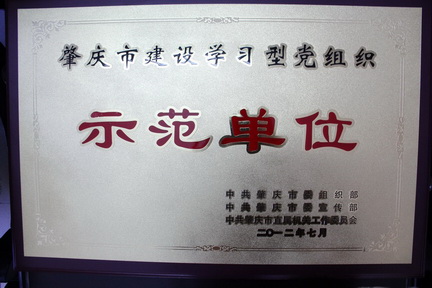 肇庆市建设学习型党组织
示范单位
中共肇庆市委组织部
中共肇庆市委宣传部
中共肇庆市直属机关工作委员会
二〇一二年七月